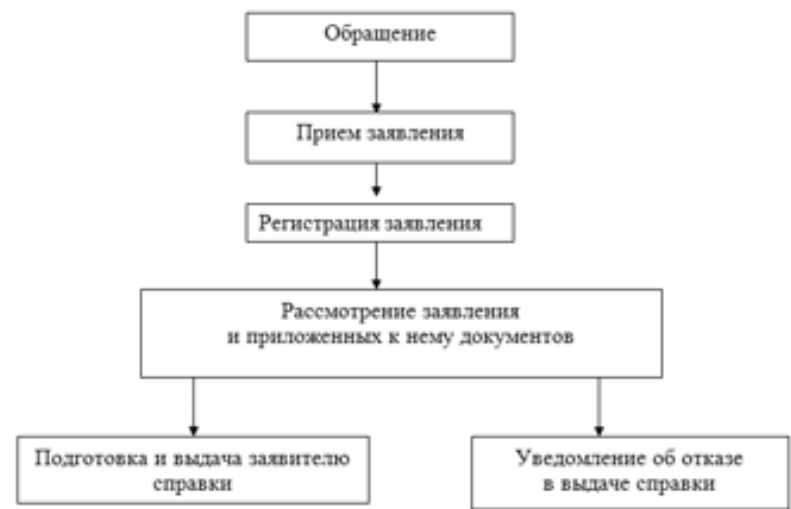 Обращение
Прием заявления
Регистрация заявления
Рассмотрение заявления
и приложенных к нему документов
Подготовка и выдача заявителю
справки
Уведомление об отказе
в выдаче справки